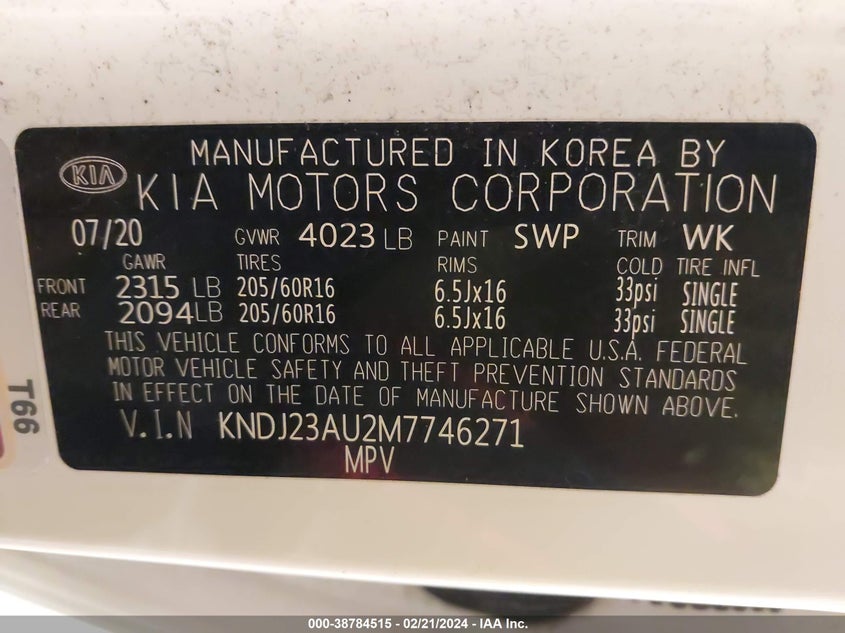 MANUFACTURED IN KOREA BY
KIA
KIA MOTORS CORPORATION
07/20 GVWR 4023 LB PAINT SWP TRIM WK
GAWR TIRES RIMS COLD TIRE INFL
FRONT 2315 LB 205/60R16 6.5Jx16 33psi SINGLE
REAR 2094LB 205/60R16 6.5Jx16 33psi SINGLE
THIS VEHICLE CONFORMS TO ALL APPLICABLE U.S.A. FEDERAL
MOTOR VEHICLE SAFETY AND THEFT PREVENTION STANDARDS
IN EFFECT ON THE DATE OF MANUFACTURE SHOWN ABOVE.
V.I.N KNDJ23AU2M7746271
MPV
T66
000-38784515 - 02/21/2024 - IAA Inc.